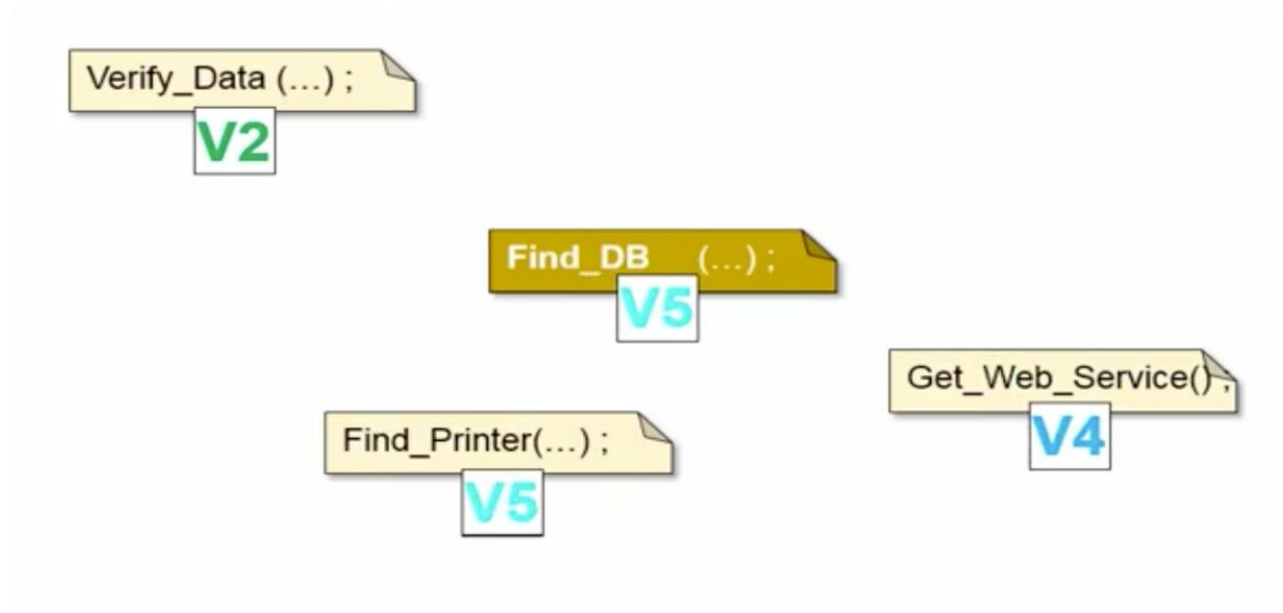 Verify_Data (...) ;
V2
Find_DB (...) ;
V5
Get_Web_Service() ;
V4
Find_Printer(...) ;
V5